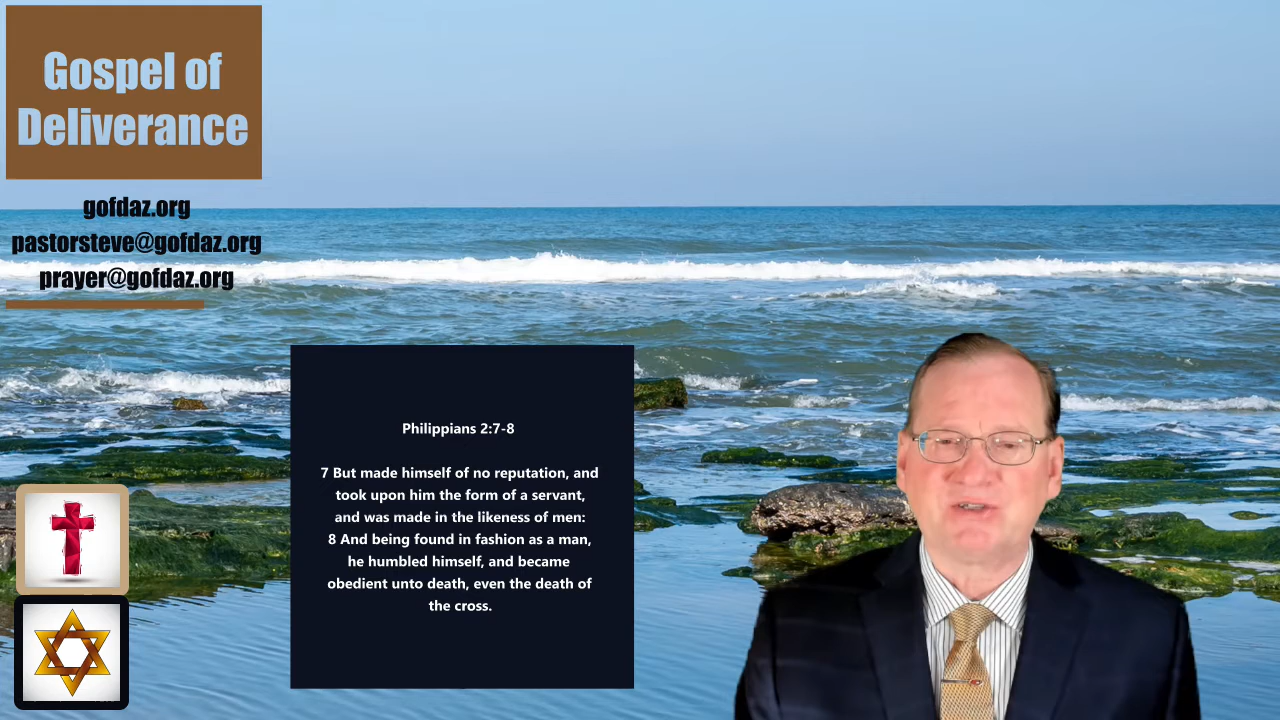 Gospel of
Deliverance
gofdaz.org
pastorsteve@gofdaz.org
prayer@gofdaz.org
Philippians 2:7-8
7 But made himself of no reputation, and
took upon him the form of a servant,
and was made in the likeness of men:
8 And being found in fashion as a man,
he humbled himself, and became
obedient unto death, even the death of
the cross.